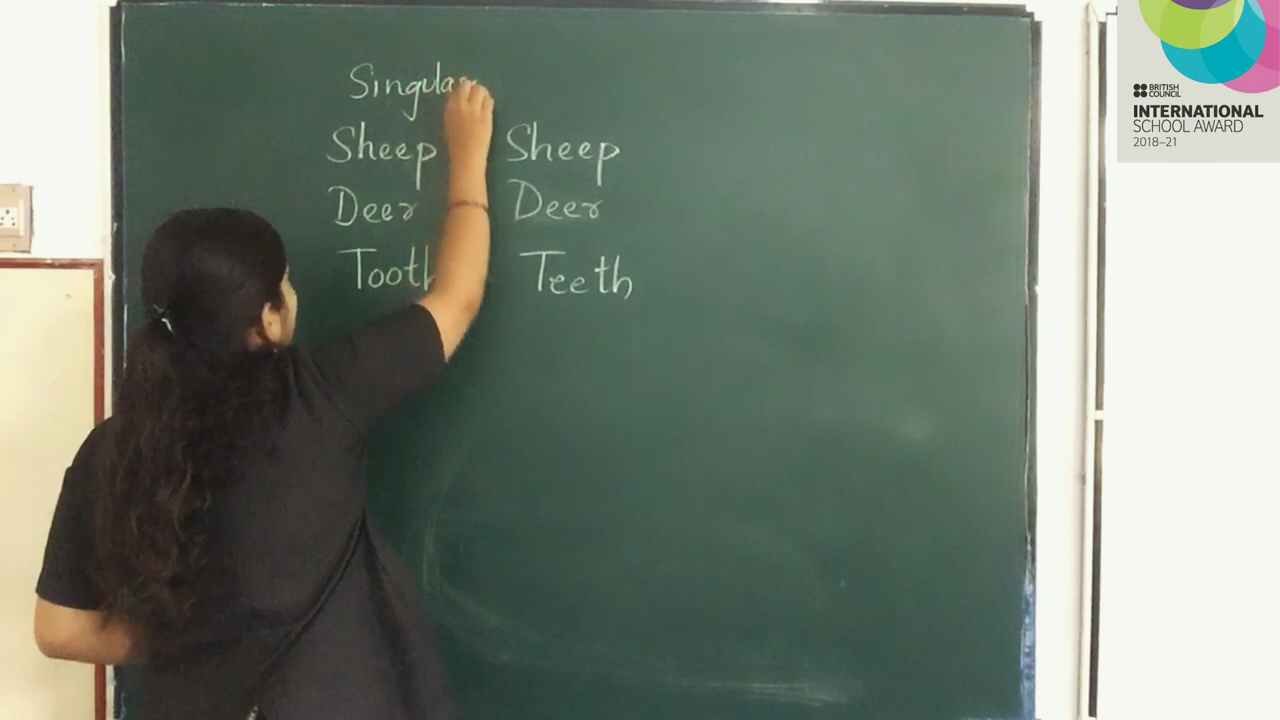 Singular
Sheep Sheep
Deer Deer
Tooth Teeth
BRITISH
COUNCIL
INTERNATIONAL
SCHOOL AWARD
2018–21